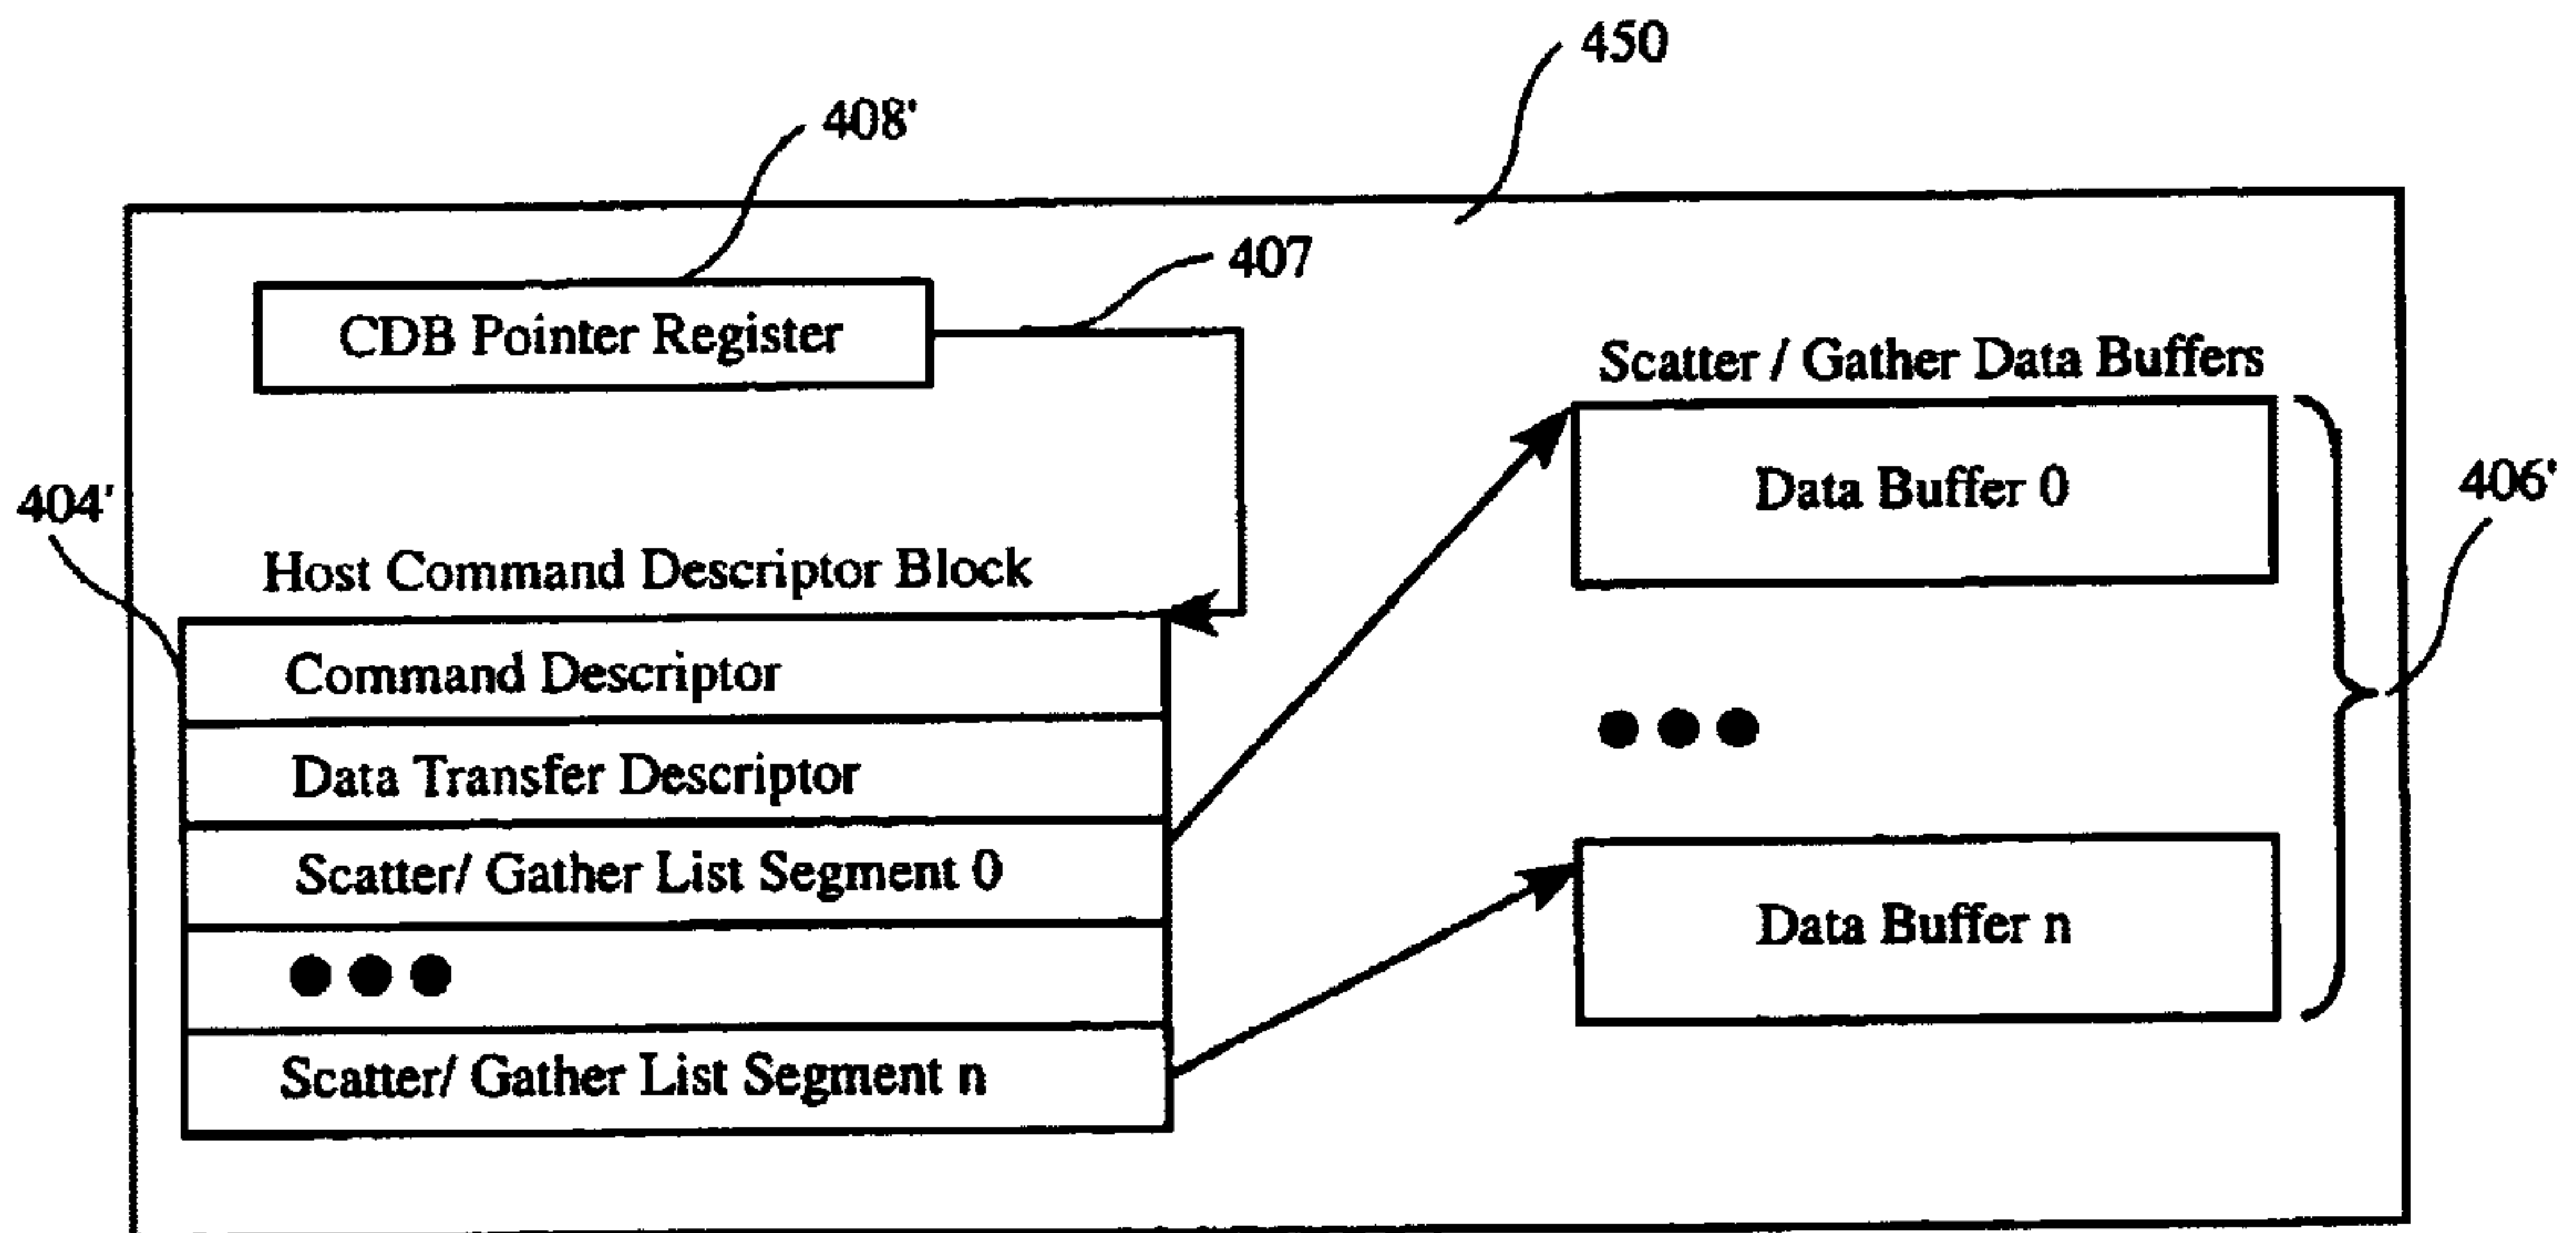 450
408'
407
CDB Pointer Register
Scatter / Gather Data Buffers
Data Buffer 0
406'
404'
Host Command Descriptor Block
Command Descriptor
Data Transfer Descriptor
Scatter/ Gather List Segment 0
●●●
Scatter/ Gather List Segment n
●●●
Data Buffer n